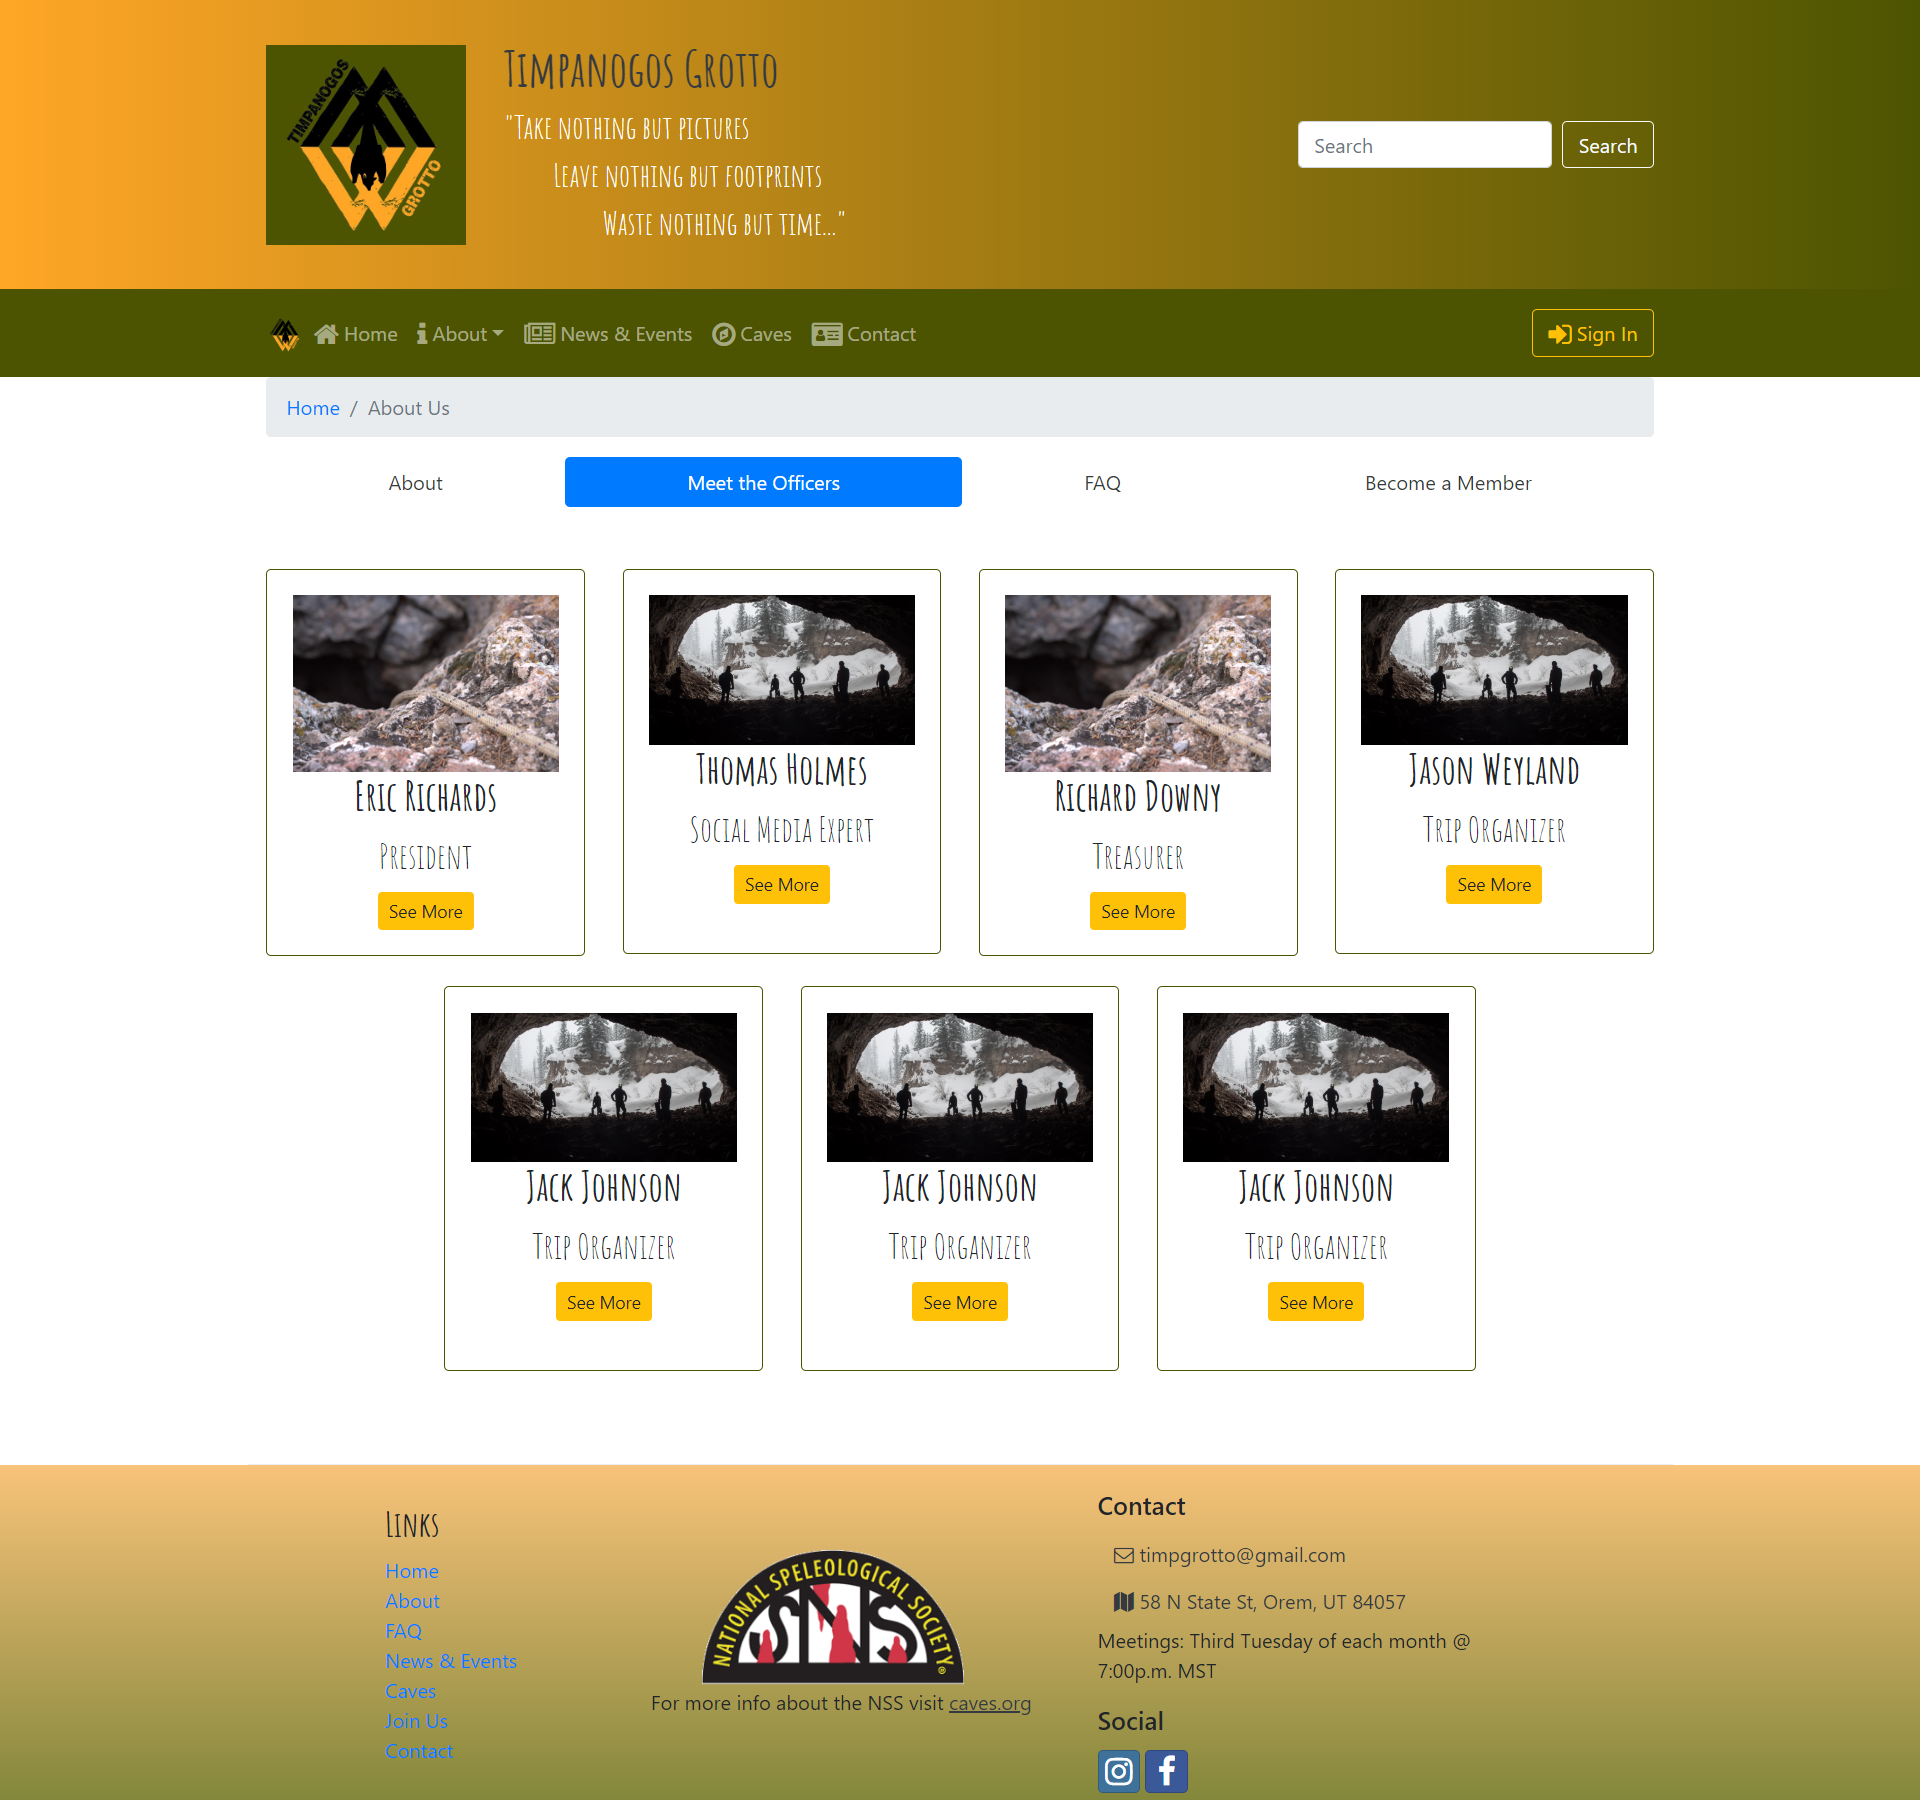 TIMPANOGOS
GROTTO
Timpanogos Grotto
"Take nothing but pictures
Leave nothing but footprints
Waste nothing but time..."
Search
Search
Home
About
News & Events
Caves
Contact
Sign In
Home / About Us
About
Meet the Officers
FAQ
Become a Member
Eric Richards
President
See More
Thomas Holmes
Social Media Expert
See More
Richard Downy
Treasurer
See More
Jason Weyland
Trip Organizer
See More
Jack Johnson
Trip Organizer
See More
Jack Johnson
Trip Organizer
See More
Jack Johnson
Trip Organizer
See More
Links
Home
About
FAQ
News & Events
Caves
Join Us
Contact
NATIONAL SPELEOLOGICAL SOCIETY
NSS
®
For more info about the NSS visit caves.org
Contact
timpgrotto@gmail.com
58 N State St, Orem, UT 84057
Meetings: Third Tuesday of each month @
7:00p.m. MST
Social